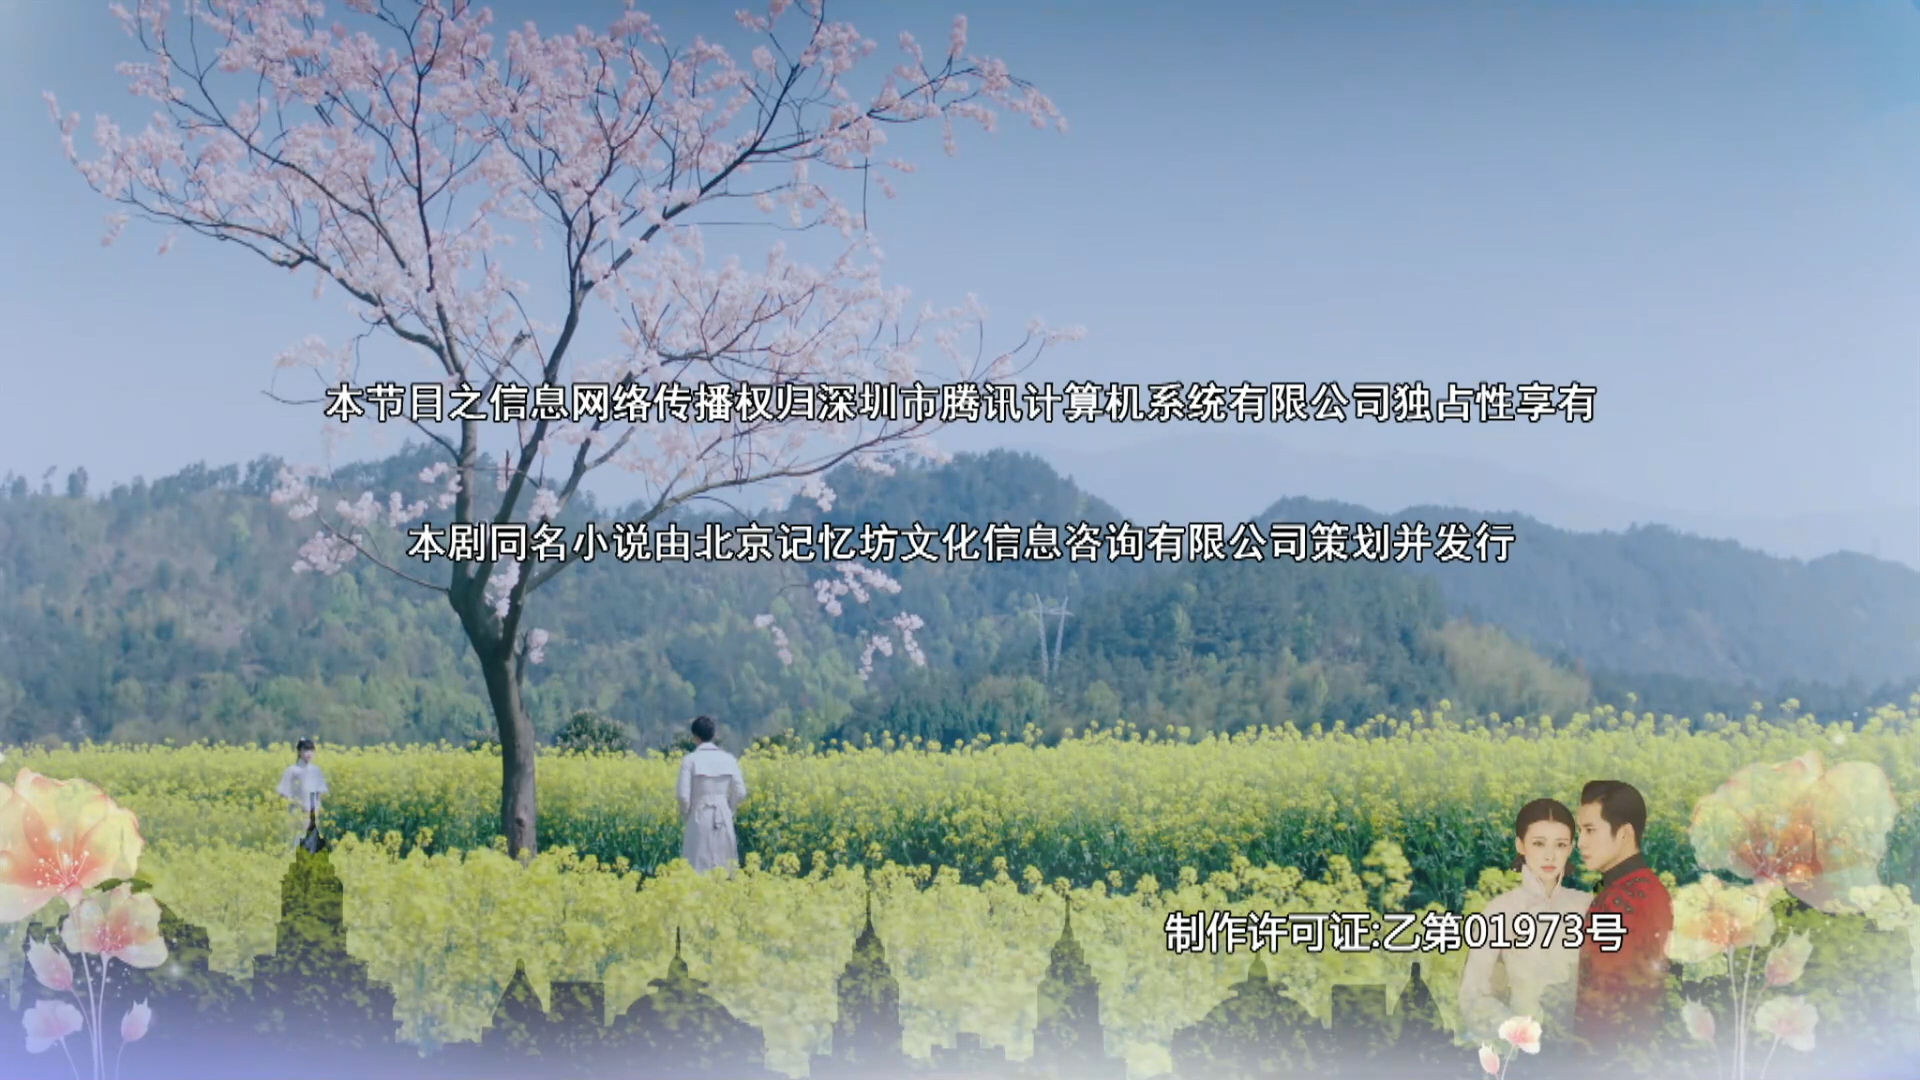 本节目之信息网络传播权归深圳市腾讯计算机系统有限公司独占性享有
本剧同名小说由北京记忆坊文化信息咨询有限公司策划并发行
制作许可证:乙第01973号